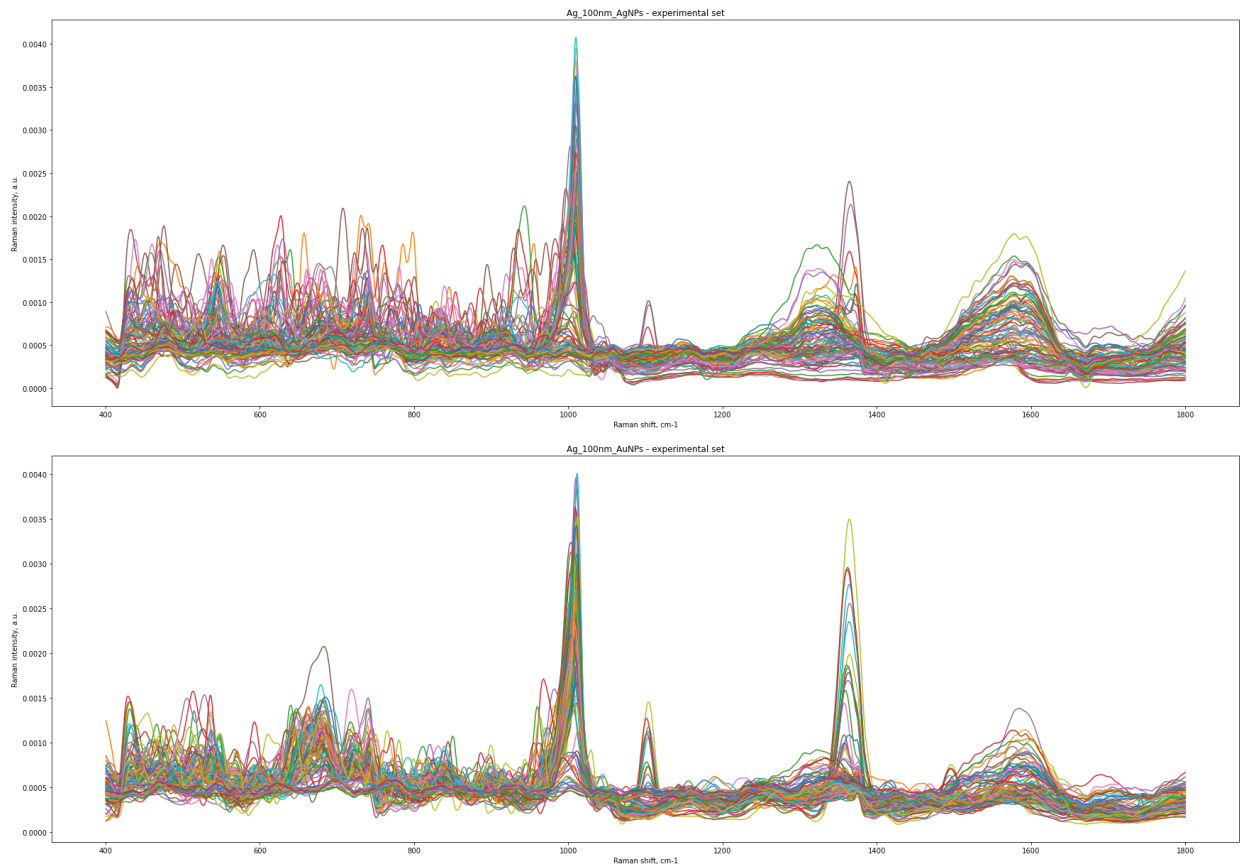 Ag_100nm_AgNPs - experimental set
Raman intensity, a.u.
0.0040
0.0035
0.0030
0.0025
0.0020
0.0015
0.0010
0.0005
0.0000
400 600 800 1000 1200 1400 1600 1800
Raman shift, cm-1
Ag_100nm_AuNPs - experimental set
Raman intensity, a.u.
0.0040
0.0035
0.0030
0.0025
0.0020
0.0015
0.0010
0.0005
0.0000
400 600 800 1000 1200 1400 1600 1800
Raman shift, cm-1